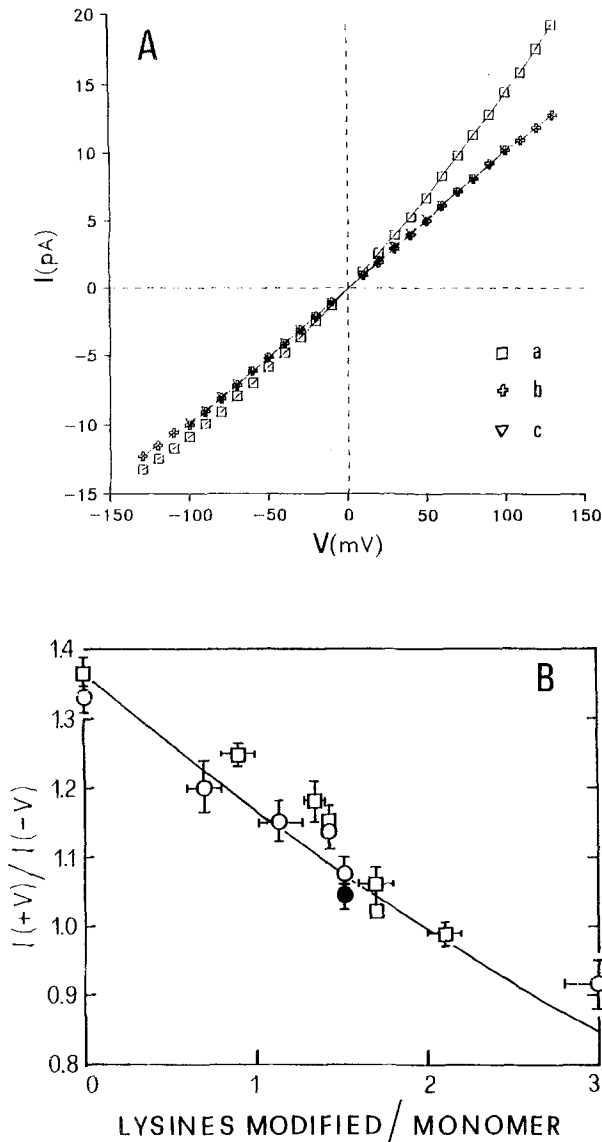 A
20
15
10
5
0
−5
−10
−15
I(pA)
−150 −100 −50 0 50 100 150
V(mV)
a
b
c
B
1.4
1.3
1.2
1.1
1.0
0.9
0.8
I(+V)/I(−V)
0 1 2 3
LYSINES MODIFIED/MONOMER